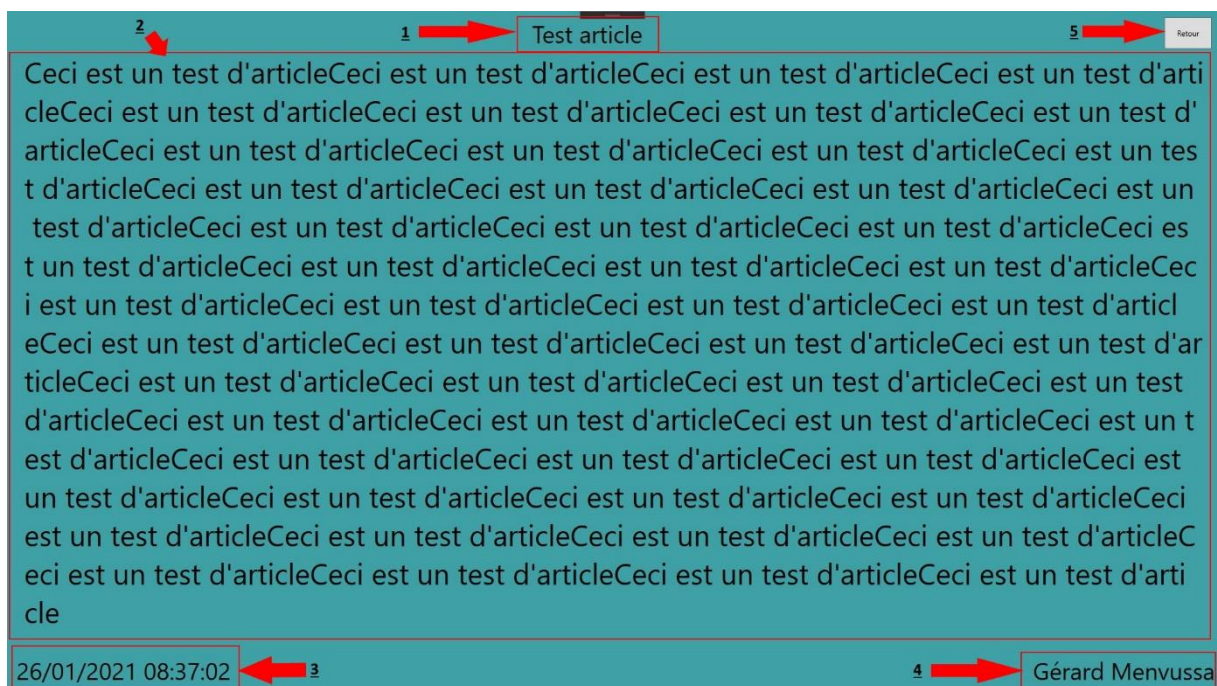 2
1
Test article
5
Retour
Ceci est un test d'articleCeci est un test d'articleCeci est un test d'articleCeci est un test d'arti
cleCeci est un test d'articleCeci est un test d'articleCeci est un test d'articleCeci est un test d'
articleCeci est un test d'articleCeci est un test d'articleCeci est un test d'articleCeci est un tes
t d'articleCeci est un test d'articleCeci est un test d'articleCeci est un test d'articleCeci est un
test d'articleCeci est un test d'articleCeci est un test d'articleCeci est un test d'articleCeci es
t un test d'articleCeci est un test d'articleCeci est un test d'articleCeci est un test d'articleCec
i est un test d'articleCeci est un test d'articleCeci est un test d'articleCeci est un test d'articl
eCeci est un test d'articleCeci est un test d'articleCeci est un test d'articleCeci est un test d'ar
ticleCeci est un test d'articleCeci est un test d'articleCeci est un test d'articleCeci est un test
d'articleCeci est un test d'articleCeci est un test d'articleCeci est un test d'articleCeci est un t
est d'articleCeci est un test d'articleCeci est un test d'articleCeci est un test d'articleCeci est
un test d'articleCeci est un test d'articleCeci est un test d'articleCeci est un test d'articleCeci
est un test d'articleCeci est un test d'articleCeci est un test d'articleCeci est un test d'articleC
eci est un test d'articleCeci est un test d'articleCeci est un test d'articleCeci est un test d'arti
cle
26/01/2021 08:37:02
3
4
Gérard Menvussa